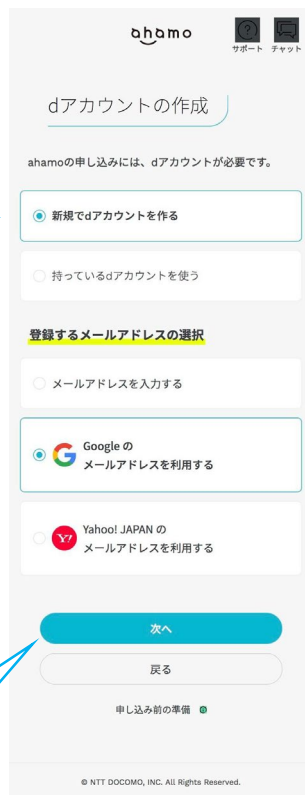 ahamo
サポート チャット
dアカウントの作成
ahamoの申し込みには、dアカウントが必要です。
新規でdアカウントを作る
持っているdアカウントを使う
登録するメールアドレスの選択
メールアドレスを入力する
Google の
メールアドレスを利用する
Yahoo! JAPAN の
メールアドレスを利用する
次へ
戻る
申し込み前の準備
© NTT DOCOMO, INC. All Rights Reserved.